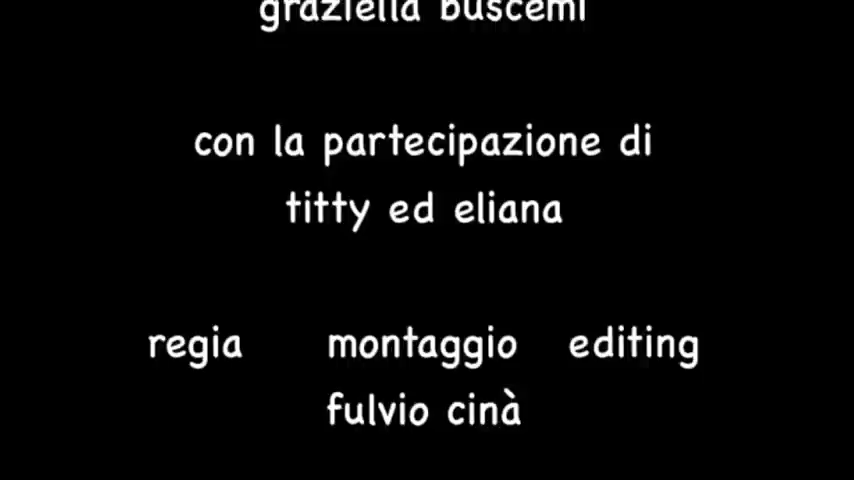 graziella buscemi
con la partecipazione di
titty ed eliana
regia montaggio editing
fulvio cinà